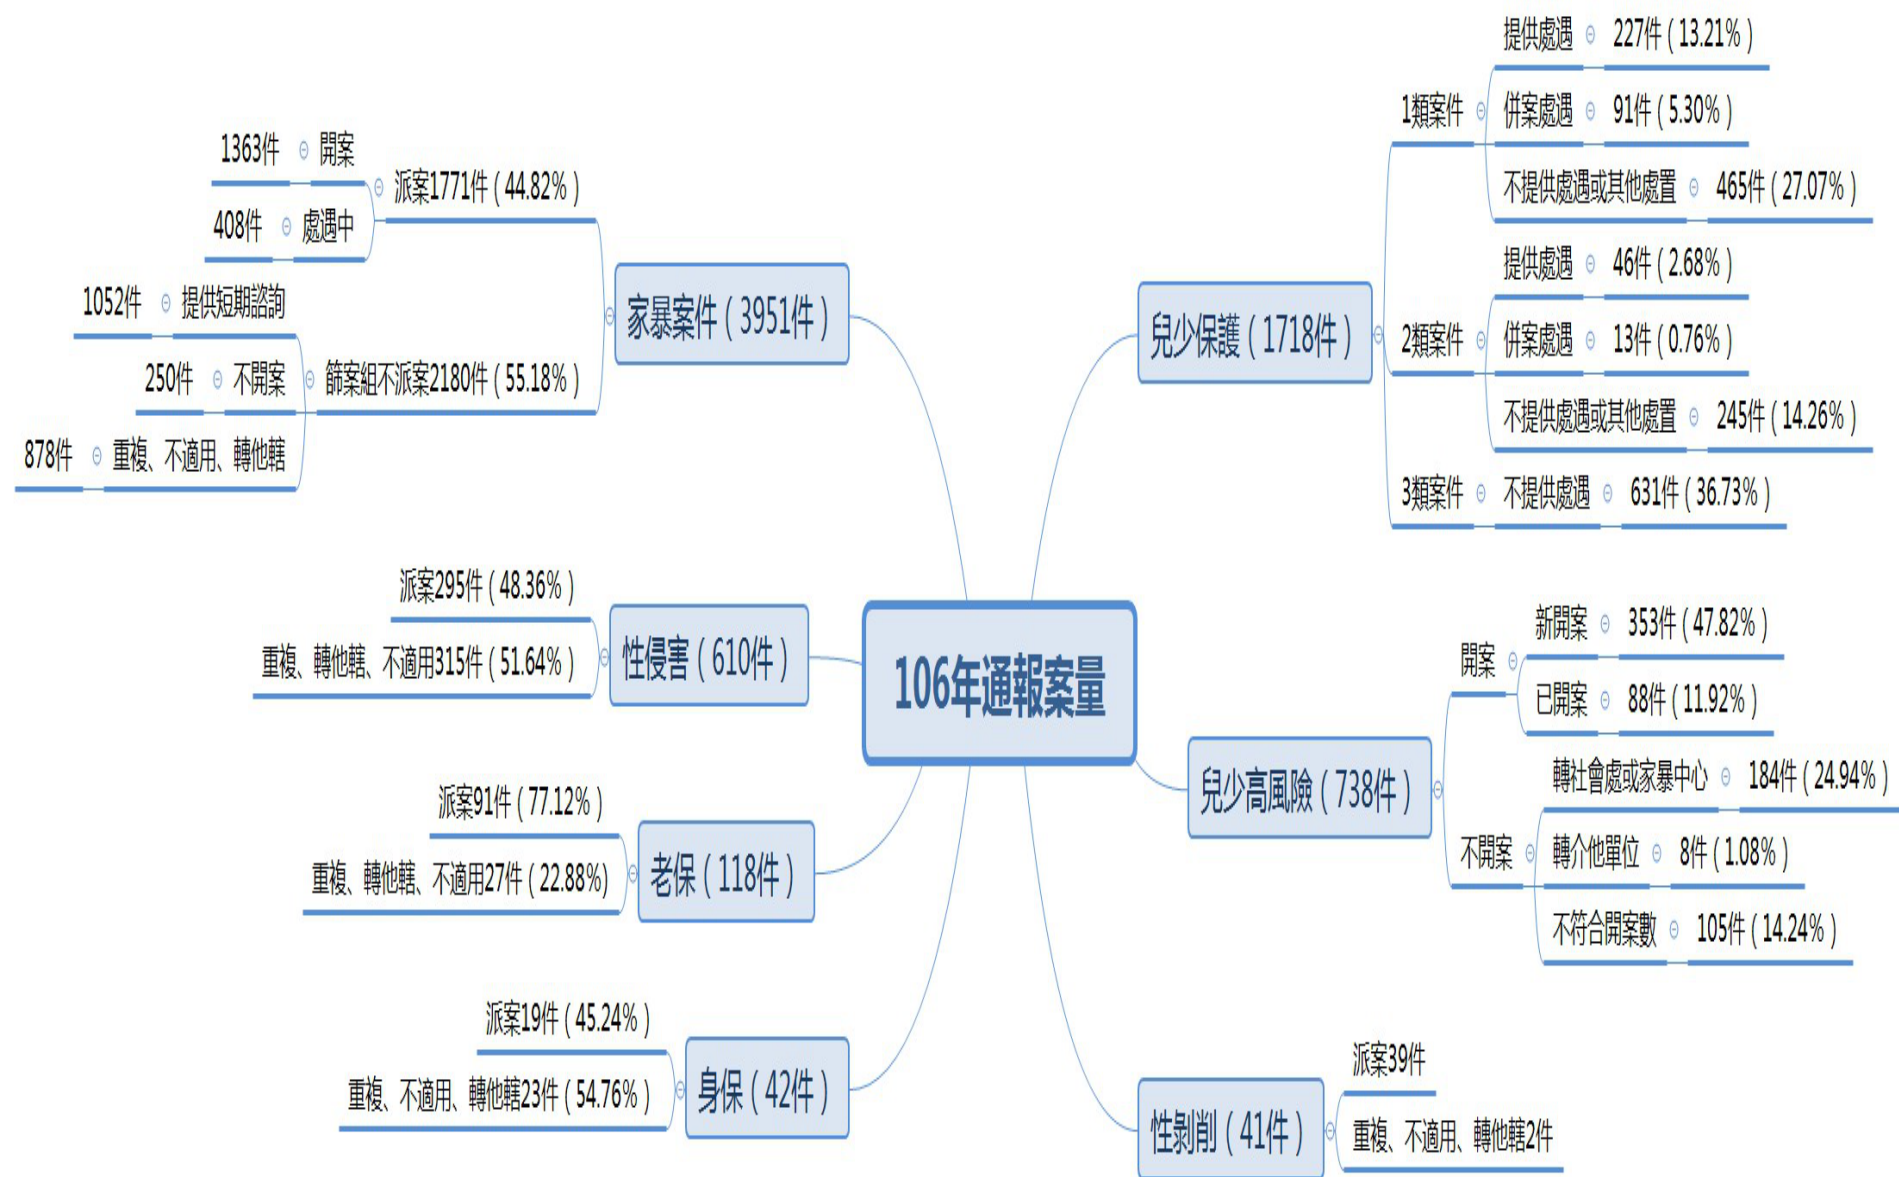 106年通報案量
兒少保護（1718件）
1類案件
提供處遇
227件（13.21%）
併案處遇
91件（5.30%）
不提供處遇或其他處置
465件（27.07%）
2類案件
提供處遇
46件（2.68%）
併案處遇
13件（0.76%）
不提供處遇或其他處置
245件（14.26%）
3類案件
不提供處遇
631件（36.73%）
兒少高風險（738件）
開案
新開案
353件（47.82%）
已開案
88件（11.92%）
不開案
轉社會處或家暴中心
184件（24.94%）
轉介他單位
8件（1.08%）
不符合開案數
105件（14.24%）
性剝削（41件）
派案39件
重複、不適用、轉他轄2件
家暴案件（3951件）
派案1771件（44.82%）
開案
1363件
處遇中
408件
篩案組不派案2180件（55.18%）
提供短期諮詢
1052件
不開案
250件
重複、不適用、轉他轄
878件
性侵害（610件）
派案295件（48.36%）
重複、轉他轄、不適用315件（51.64%）
老保（118件）
派案91件（77.12%）
重複、轉他轄、不適用27件（22.88%)
身保（42件）
派案19件（45.24%）
重複、不適用、轉他轄23件（54.76%）